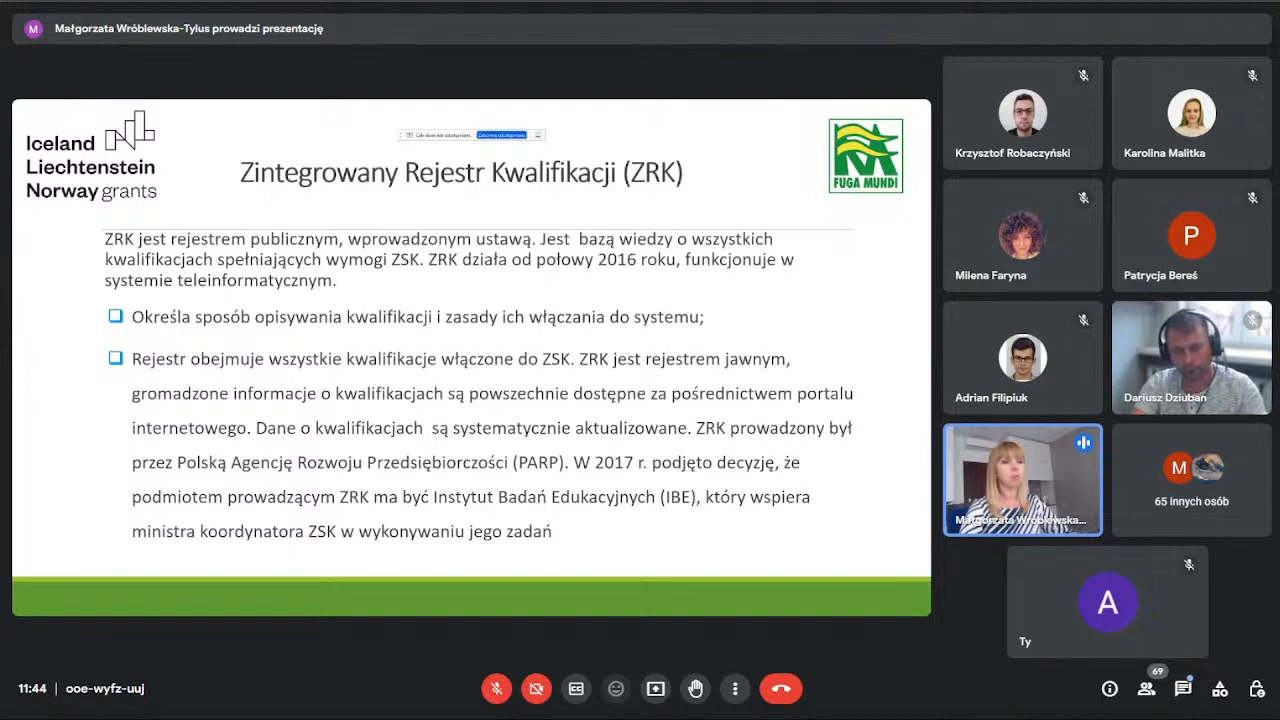 M Małgorzata Wróblewska-Tylus prowadzi prezentację
Iceland
Liechtenstein
Norway grants
Zintegrowany Rejestr Kwalifikacji (ZRK)
FUGA MUNDI
ZRK jest rejestrem publicznym, wprowadzonym ustawą. Jest bazą wiedzy o wszystkich
kwalifikacjach spełniających wymogi ZSK. ZRK działa od połowy 2016 roku, funkcjonuje w
systemie teleinformatycznym.
Określa sposób opisywania kwalifikacji i zasady ich włączania do systemu;
Rejestr obejmuje wszystkie kwalifikacje włączone do ZSK. ZRK jest rejestrem jawnym,
gromadzone informacje o kwalifikacjach są powszechnie dostępne za pośrednictwem portalu
internetowego. Dane o kwalifikacjach są systematycznie aktualizowane. ZRK prowadzony był
przez Polską Agencję Rozwoju Przedsiębiorczości (PARP). W 2017 r. podjęto decyzję, że
podmiotem prowadzącym ZRK ma być Instytut Badań Edukacyjnych (IBE), który wspiera
ministra koordynatora ZSK w wykonywaniu jego zadań
Krzysztof Robaczyński
Karolina Malitka
Milena Faryna
P
Patrycja Bereś
Adrian Filipiuk
Dariusz Dziuban
Małgorzata Wróblewska...
M
65 innych osób
A
Ty
11:44 | ooe-wyfz-uuj
69